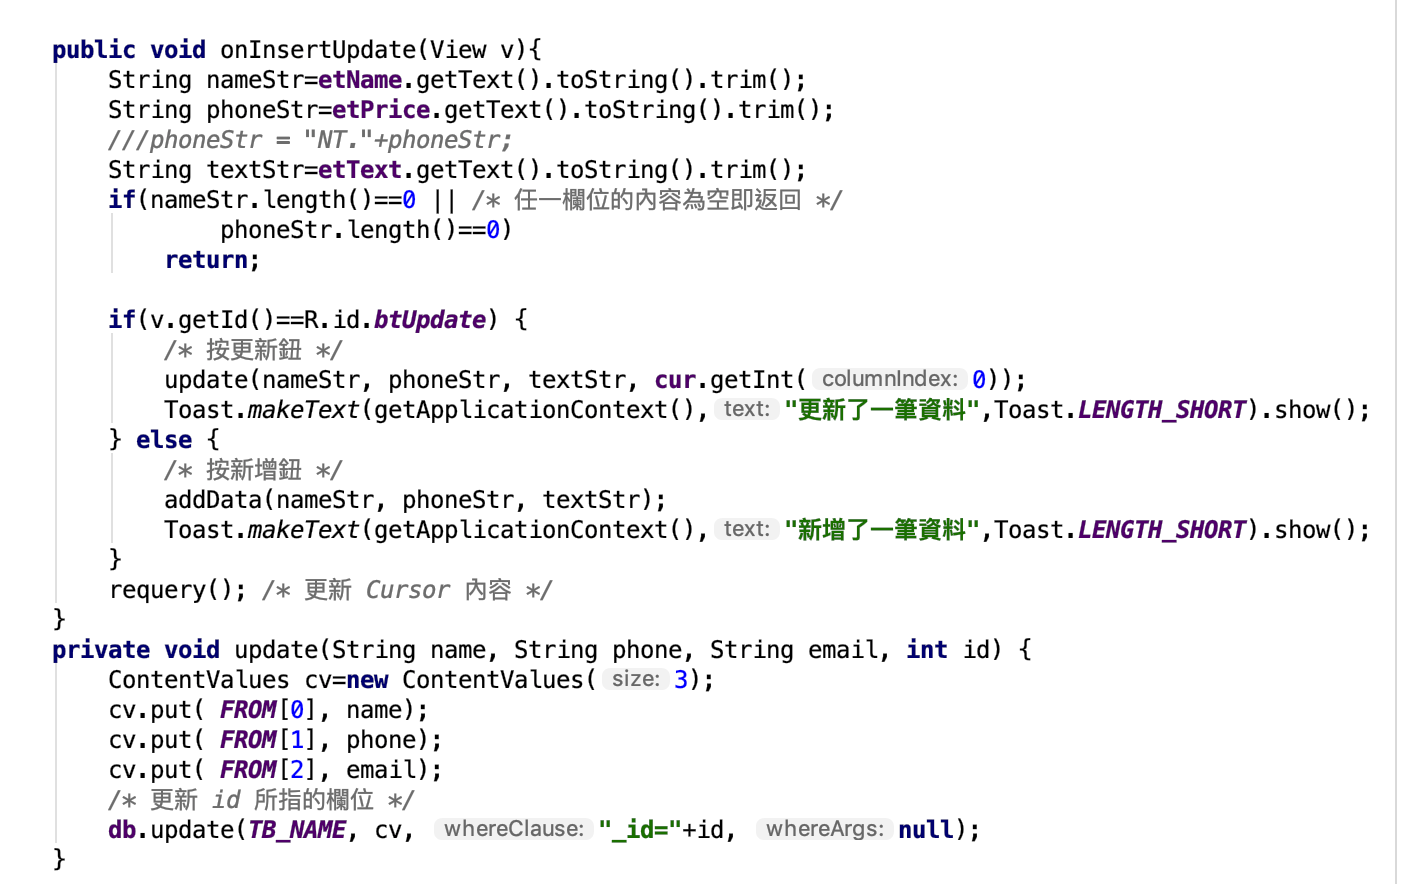 public void onInsertUpdate(View v){
String nameStr=etName.getText().toString().trim();
String phoneStr=etPrice.getText().toString().trim();
///phoneStr = "NT."+phoneStr;
String textStr=etText.getText().toString().trim();
if(nameStr.length()==0 || /* 任一欄位的內容為空即返回 */
phoneStr.length()==0)
return;
if(v.getId()==R.id.btUpdate) {
/* 按更新鈕 */
update(nameStr, phoneStr, textStr, cur.getInt( columnIndex: 0));
Toast.makeText(getApplicationContext(), text: "更新了一筆資料",Toast.LENGTH_SHORT).show();
} else {
/* 按新增鈕 */
addData(nameStr, phoneStr, textStr);
Toast.makeText(getApplicationContext(), text: "新增了一筆資料",Toast.LENGTH_SHORT).show();
}
requery(); /* 更新 Cursor 內容 */
}
private void update(String name, String phone, String email, int id) {
ContentValues cv=new ContentValues( size: 3);
cv.put( FROM[0], name);
cv.put( FROM[1], phone);
cv.put( FROM[2], email);
/* 更新 id 所指的欄位 */
db.update(TB_NAME, cv, whereClause: "_id="+id, whereArgs: null);
}